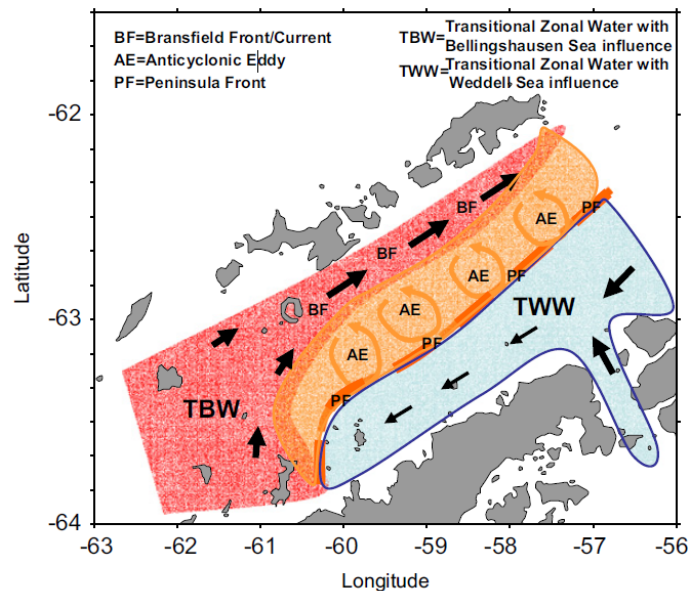 BF=Bransfield Front/Current
AE=Anticyclonic Eddy
PF=Peninsula Front
TBW=Transitional Zonal Water with
Bellingshausen Sea influence
TWW=Transitional Zonal Water with
Weddell Sea influence
-62
-63
-64
Latitude
BF
BF
BF
PF
AE
AE
PF
AE
PF
AE
PF
TWW
TBW
-63
-62
-61
-60
-59
-58
-57
-56
Longitude